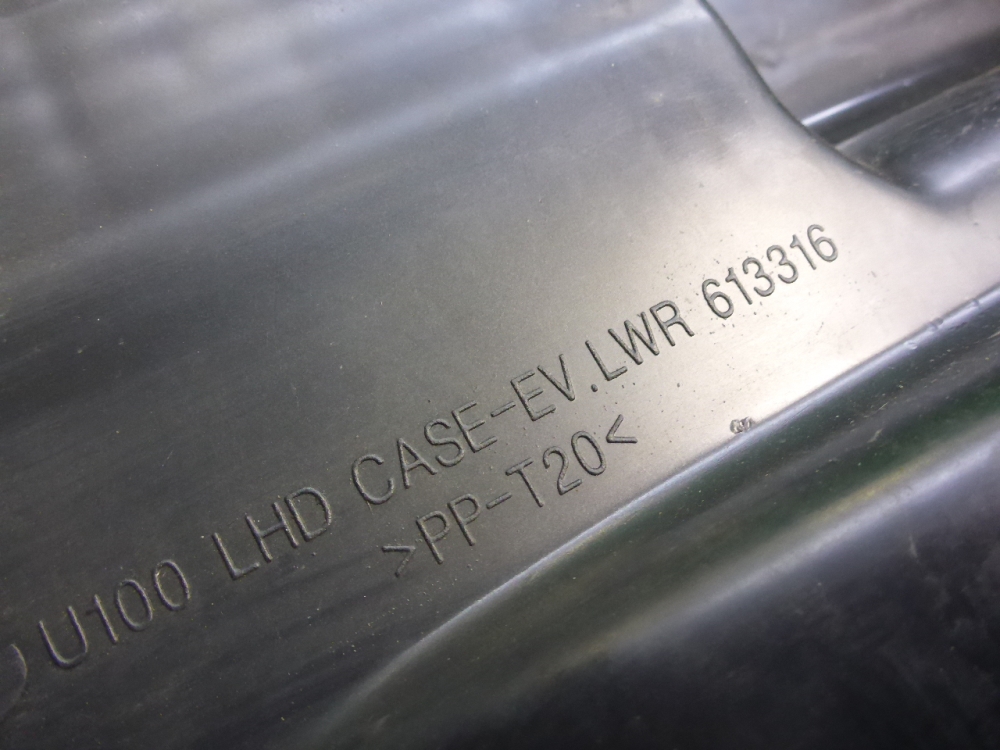 U100 LHD CASE-EV.LWR 613316
>PP-T20<